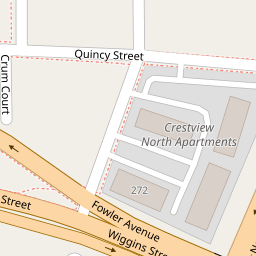 Quincy Street
Crum Court
Crestview
North Apartments
272
Street
Fowler Avenue
Wiggins Stre
N